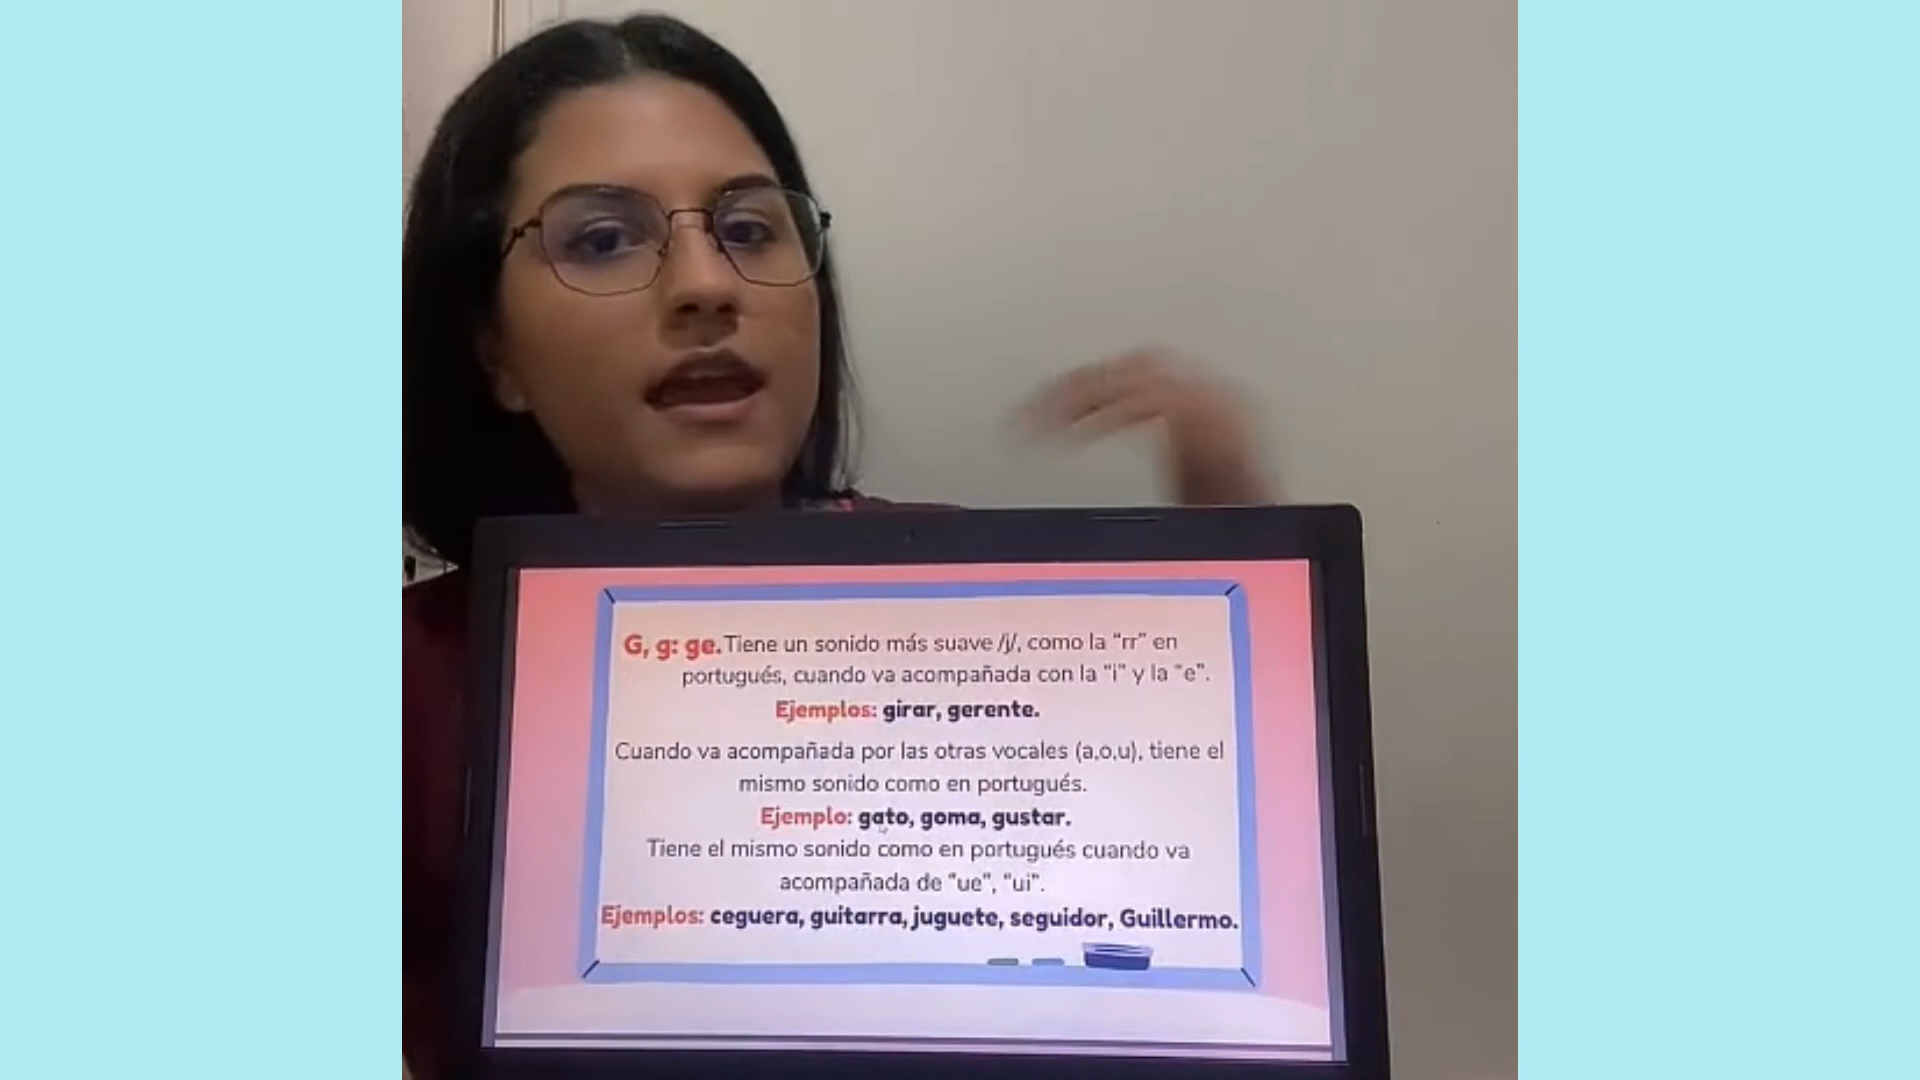 G, g: ge. Tiene un sonido más suave /j/, como la "rr" en
portugués, cuando va acompañada con la "i" y la "e".
Ejemplos: girar, gerente.
Cuando va acompañada por las otras vocales (a,o,u), tiene el
mismo sonido como en portugués.
Ejemplo: gato, goma, gustar.
Tiene el mismo sonido como en portugués cuando va
acompañada de "ue", "ui".
Ejemplos: ceguera, guitarra, juguete, seguidor, Guillermo.